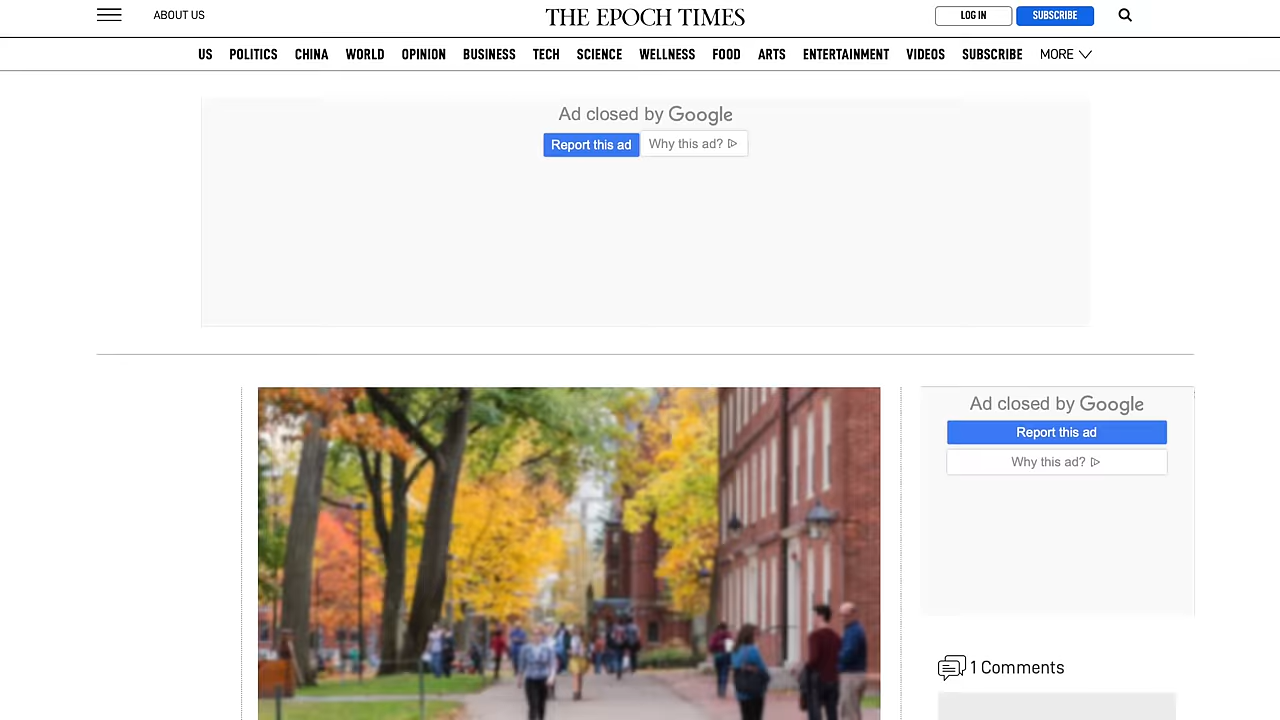 ABOUT US
THE EPOCH TIMES
LOG IN
SUBSCRIBE
US POLITICS CHINA WORLD OPINION BUSINESS TECH SCIENCE WELLNESS FOOD ARTS ENTERTAINMENT VIDEOS SUBSCRIBE MORE
Ad closed by Google
Report this ad
Why this ad?
Ad closed by Google
Report this ad
Why this ad?
1 Comments